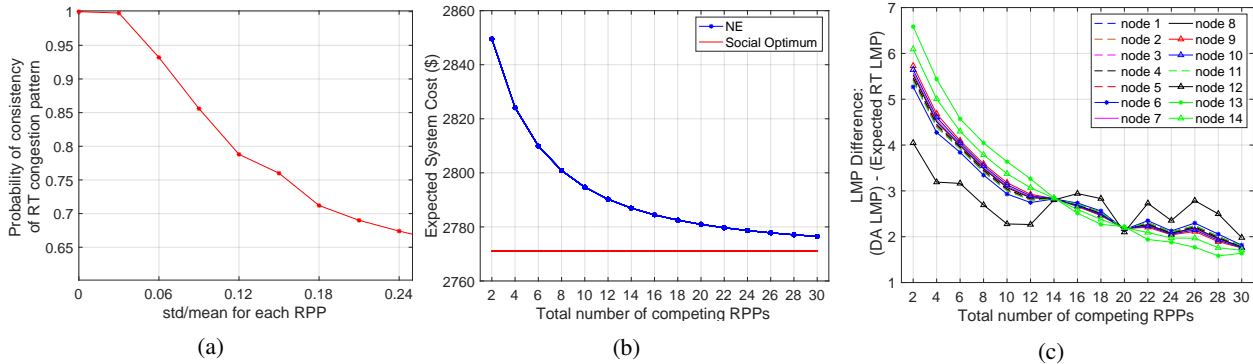 Probability of consistency
of RT congestion pattern
1
0.95
0.9
0.85
0.8
0.75
0.7
0.65
0
0.06
0.12
0.18
0.24
std/mean for each RPP
(a)
Expected System Cost ($)
2860
2840
2820
2800
2780
2760
NE
Social Optimum
2 4 6 8 10 12 14 16 18 20 22 24 26 28 30
Total number of competing RPPs
(b)
LMP Difference:
(DA LMP) - (Expected RT LMP)
7
6
5
4
3
2
1
node 1
node 2
node 3
node 4
node 5
node 6
node 7
node 8
node 9
node 10
node 11
node 12
node 13
node 14
2 4 6 8 10 12 14 16 18 20 22 24 26 28 30
Total number of competing RPPs
(c)